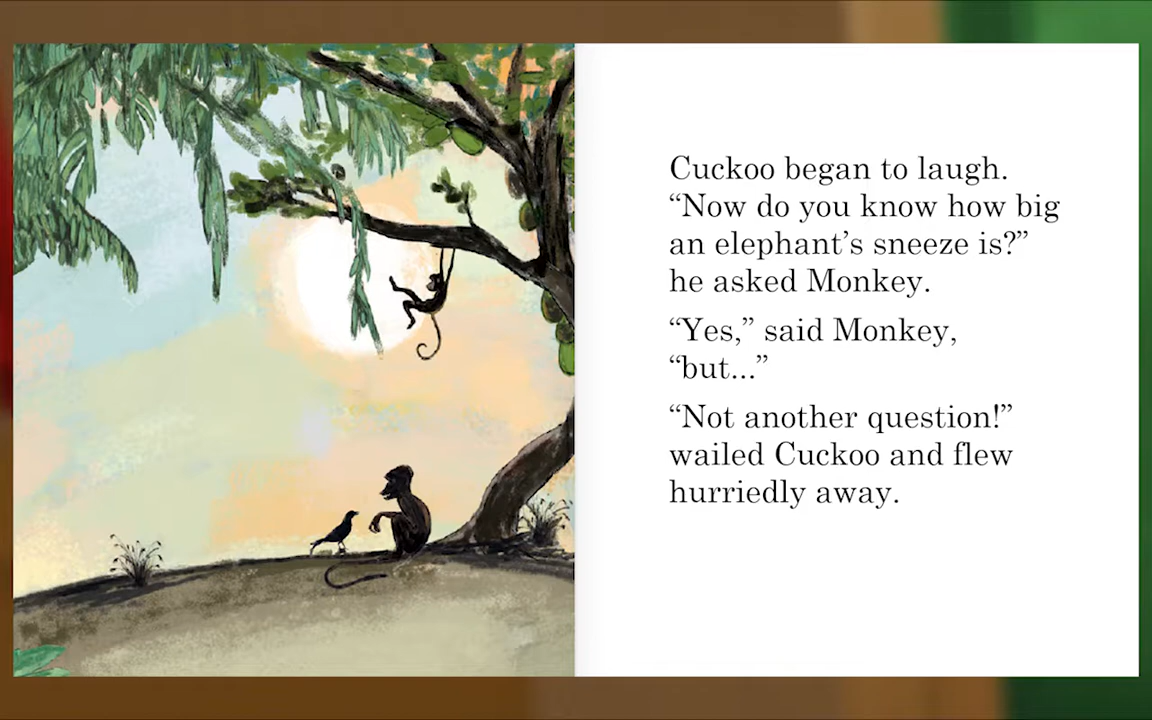 Cuckoo began to laugh.
“Now do you know how big
an elephant’s sneeze is?”
he asked Monkey.
“Yes,” said Monkey,
“but...”
“Not another question!”
wailed Cuckoo and flew
hurriedly away.